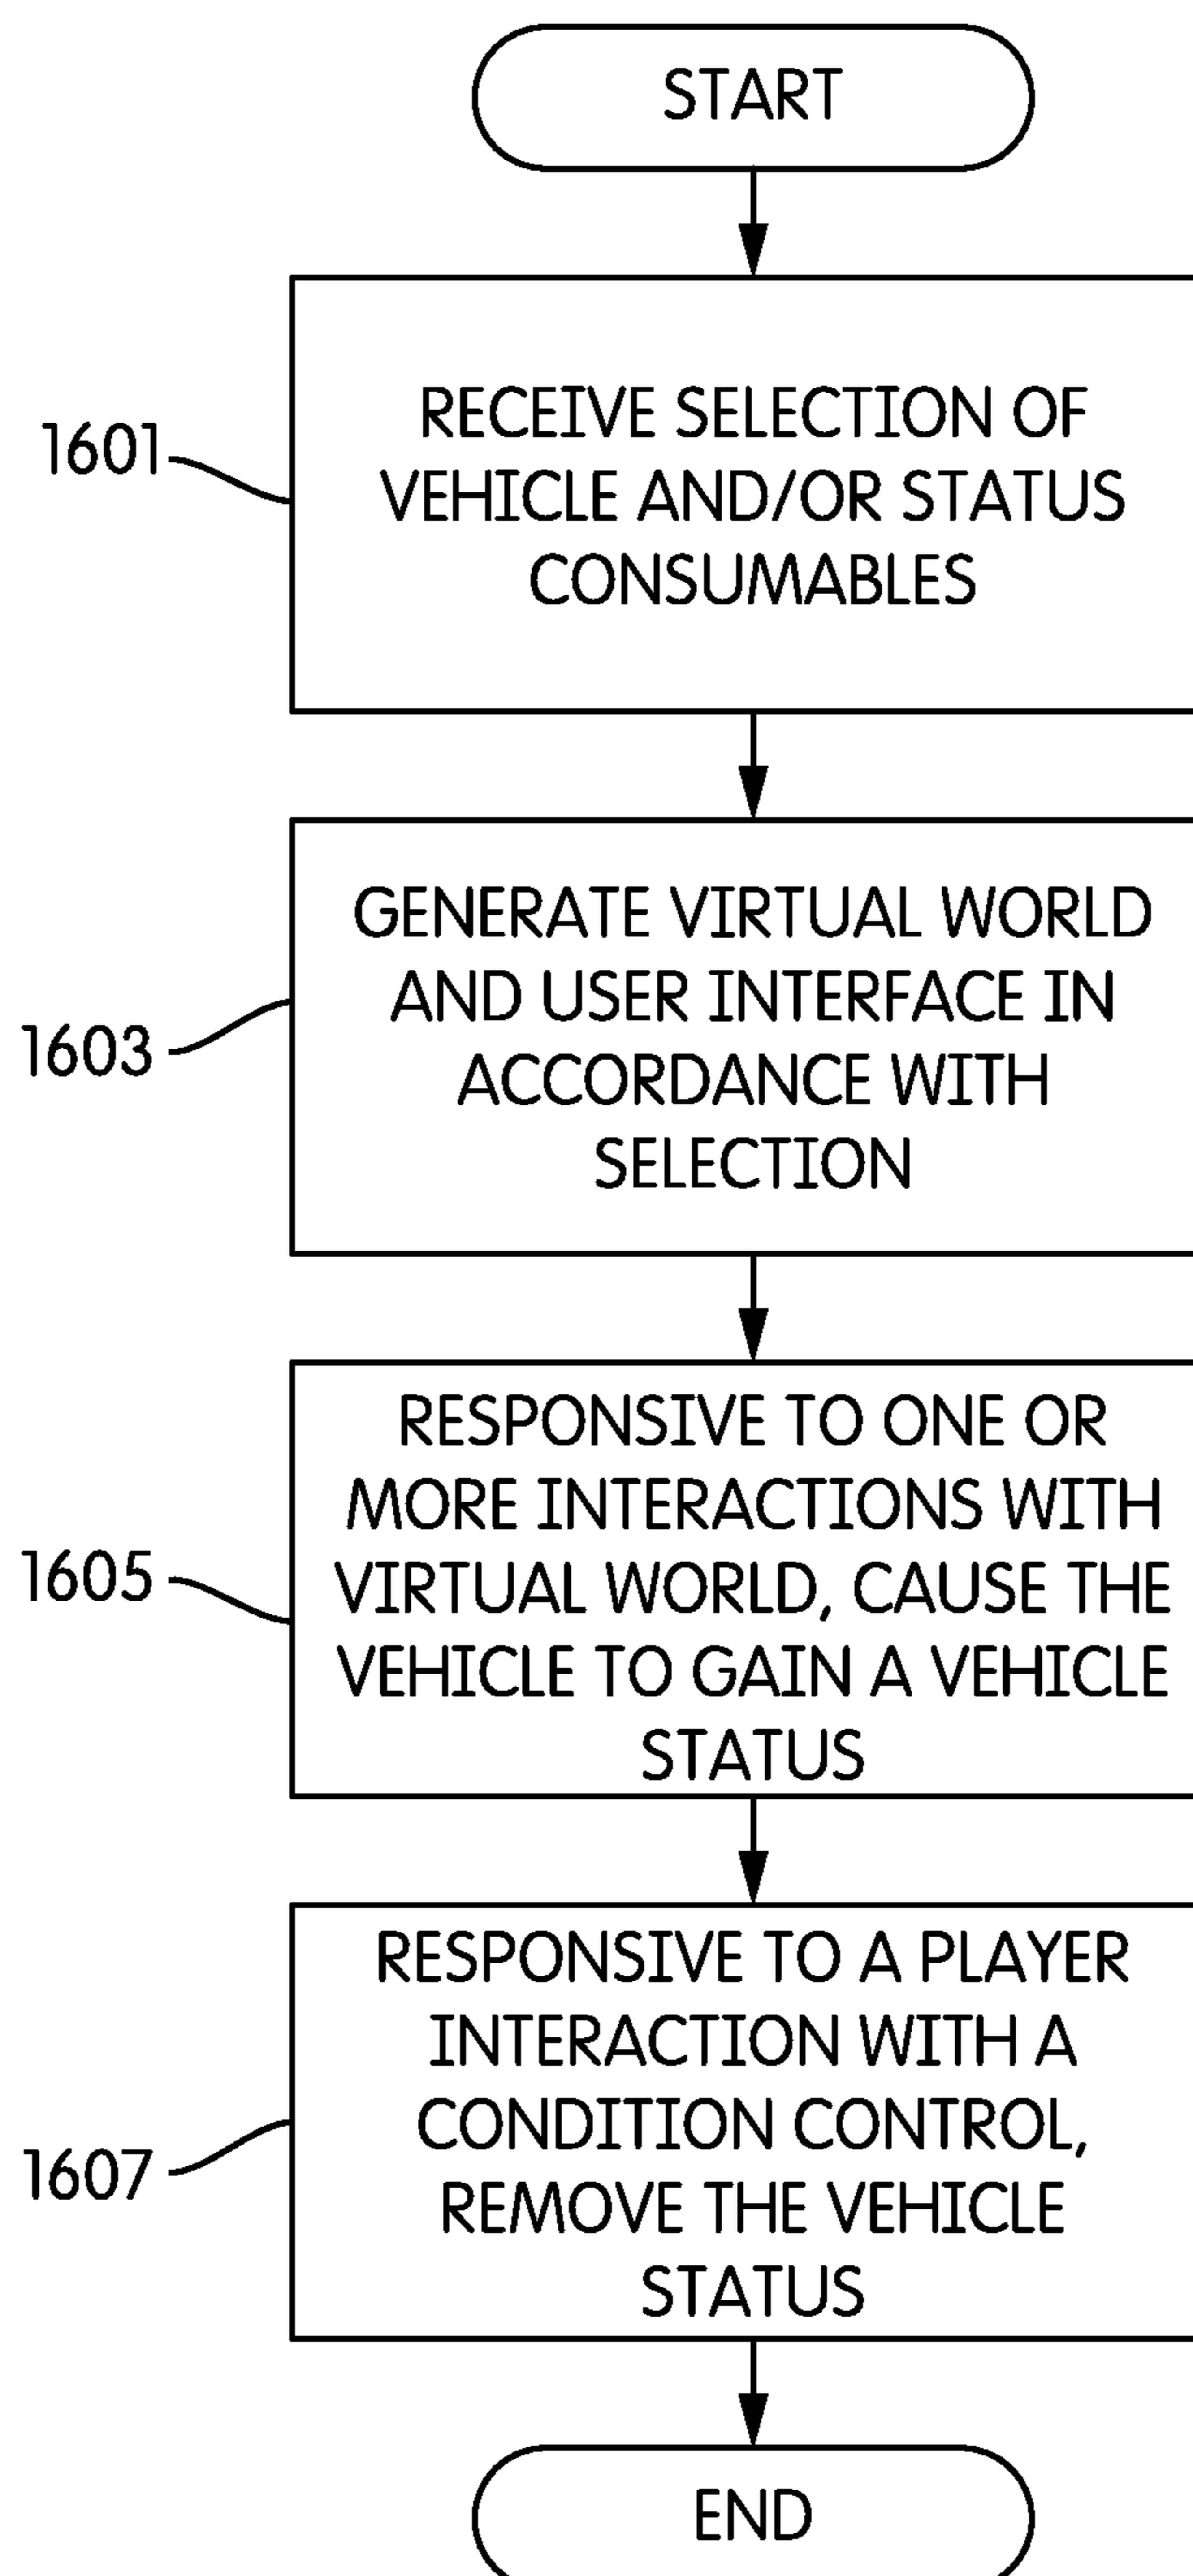 START
1601
RECEIVE SELECTION OF
VEHICLE AND/OR STATUS
CONSUMABLES
GENERATE VIRTUAL WORLD
AND USER INTERFACE IN
ACCORDANCE WITH
SELECTION
1603
RESPONSIVE TO ONE OR
MORE INTERACTIONS WITH
VIRTUAL WORLD, CAUSE THE
VEHICLE TO GAIN A VEHICLE
STATUS
1605
RESPONSIVE TO A PLAYER
INTERACTION WITH A
CONDITION CONTROL,
REMOVE THE VEHICLE
STATUS
1607
END